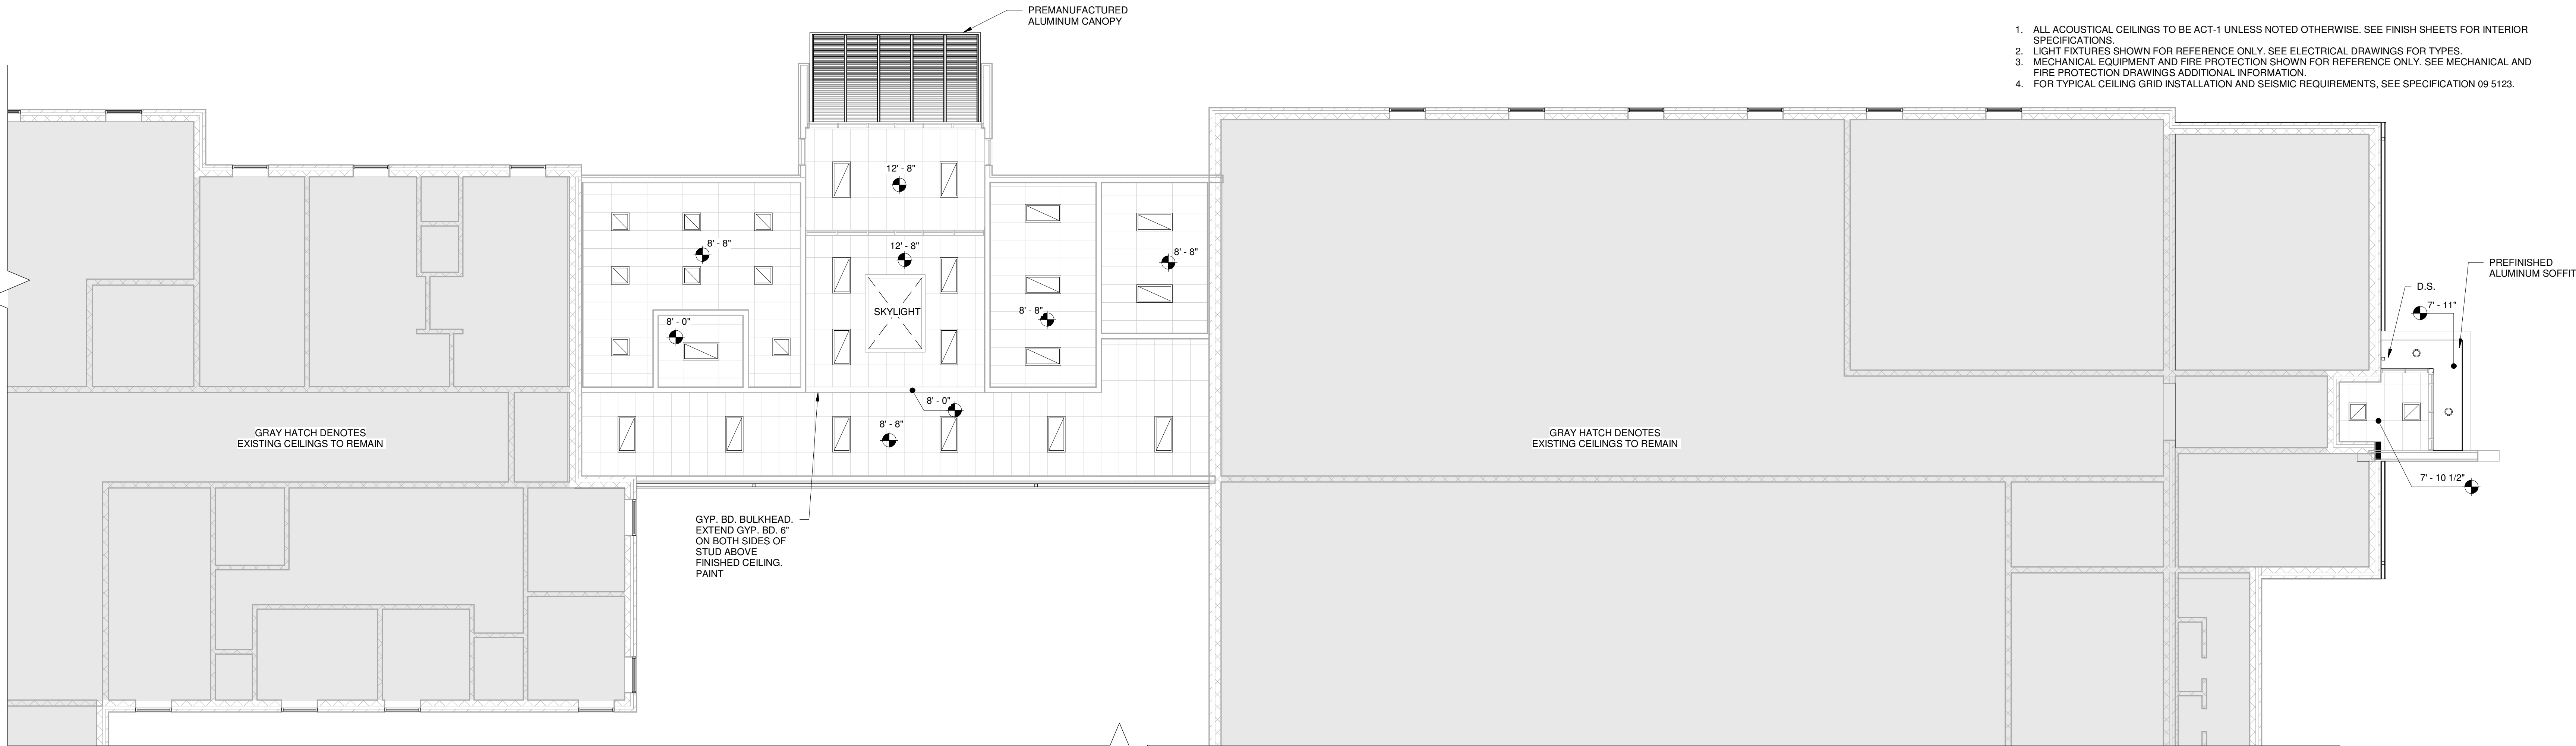 PREMANUFACTURED
ALUMINUM CANOPY
1. ALL ACOUSTICAL CEILINGS TO BE ACT-1 UNLESS NOTED OTHERWISE. SEE FINISH SHEETS FOR INTERIOR
SPECIFICATIONS.
2. LIGHT FIXTURES SHOWN FOR REFERENCE ONLY. SEE ELECTRICAL DRAWINGS FOR TYPES.
3. MECHANICAL EQUIPMENT AND FIRE PROTECTION SHOWN FOR REFERENCE ONLY. SEE MECHANICAL AND
FIRE PROTECTION DRAWINGS ADDITIONAL INFORMATION.
4. FOR TYPICAL CEILING GRID INSTALLATION AND SEISMIC REQUIREMENTS, SEE SPECIFICATION 09 5123.
12' - 8"
8' - 8"
12' - 8"
8' - 8"
PREFINISHED
ALUMINUM SOFFIT
D.S.
7' - 11"
SKYLIGHT
8' - 8"
8' - 0"
8' - 0"
8' - 8"
GRAY HATCH DENOTES
EXISTING CEILINGS TO REMAIN
GRAY HATCH DENOTES
EXISTING CEILINGS TO REMAIN
7' - 10 1/2"
GYP. BD. BULKHEAD.
EXTEND GYP. BD. 6"
ON BOTH SIDES OF
STUD ABOVE
FINISHED CEILING.
PAINT